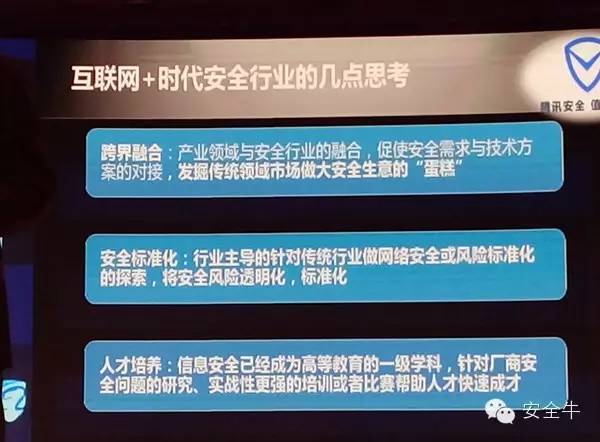 互联网+时代安全行业的几点思考
腾讯安全 值
跨界融合：产业领域与安全行业的融合，促使安全需求与技术方
案的对接，发掘传统领域市场做大安全生意的“蛋糕”
安全标准化：行业主导的针对传统行业做网络安全或风险标准化
的探索，将安全风险透明化，标准化
人才培养：信息安全已经成为高等教育的一级学科，针对厂商安
全问题的研究、实战性更强的培训或者比赛帮助人才快速成才
安全牛